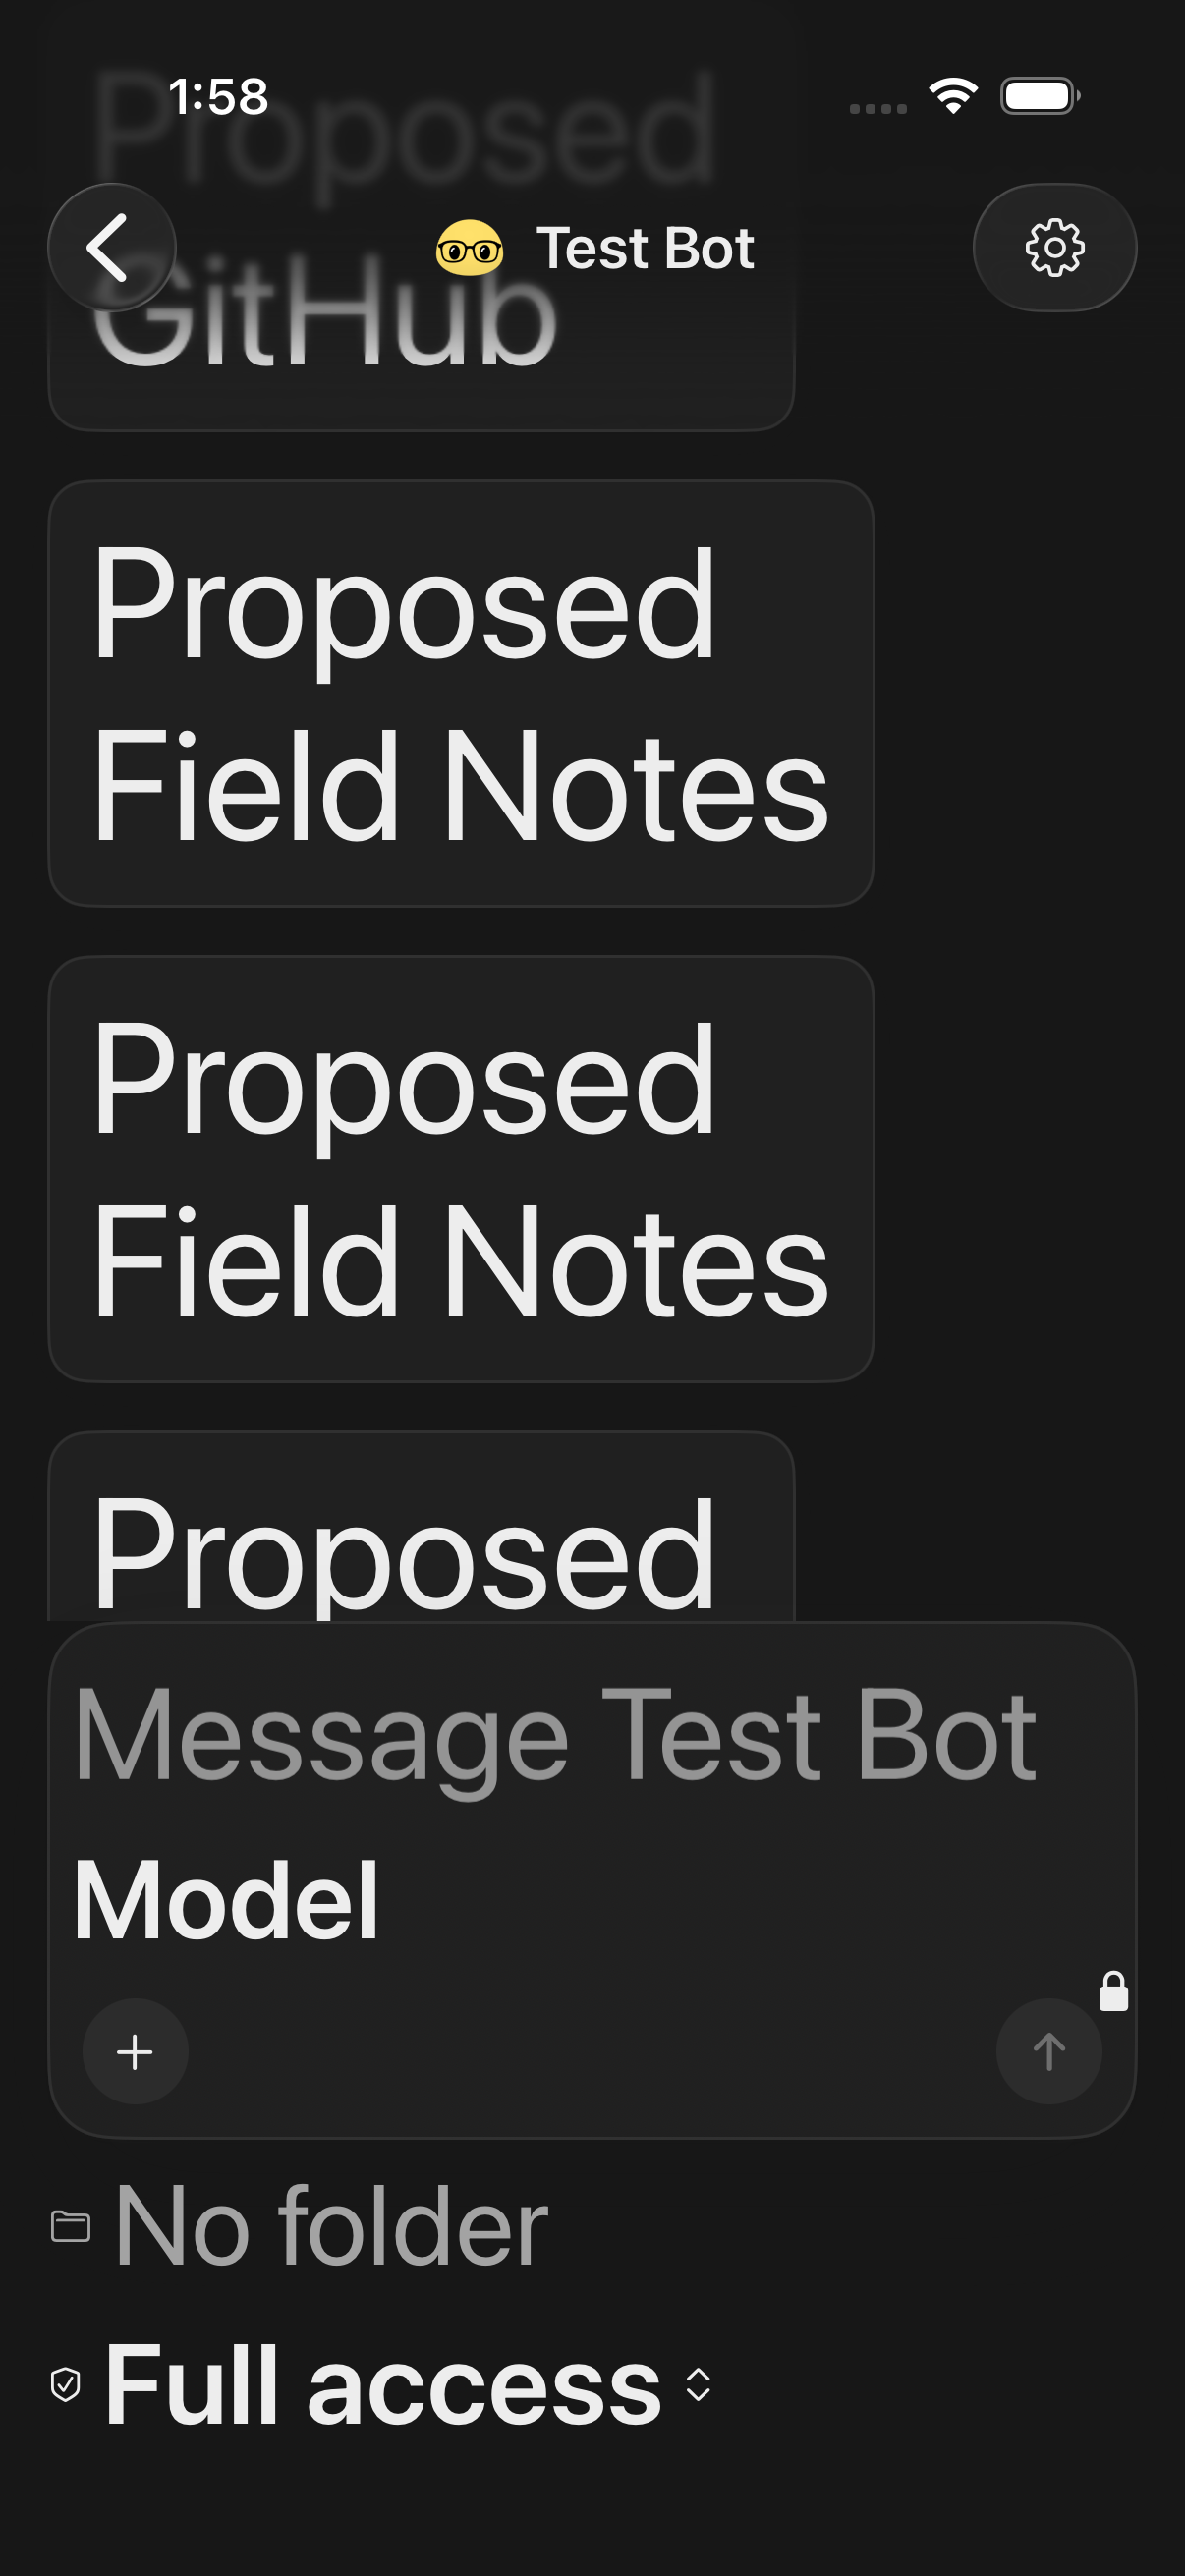 1:58
Proposed
GitHub
Test Bot
Proposed
Field Notes
Proposed
Field Notes
Proposed
Message Test Bot
Model
No folder
Full access